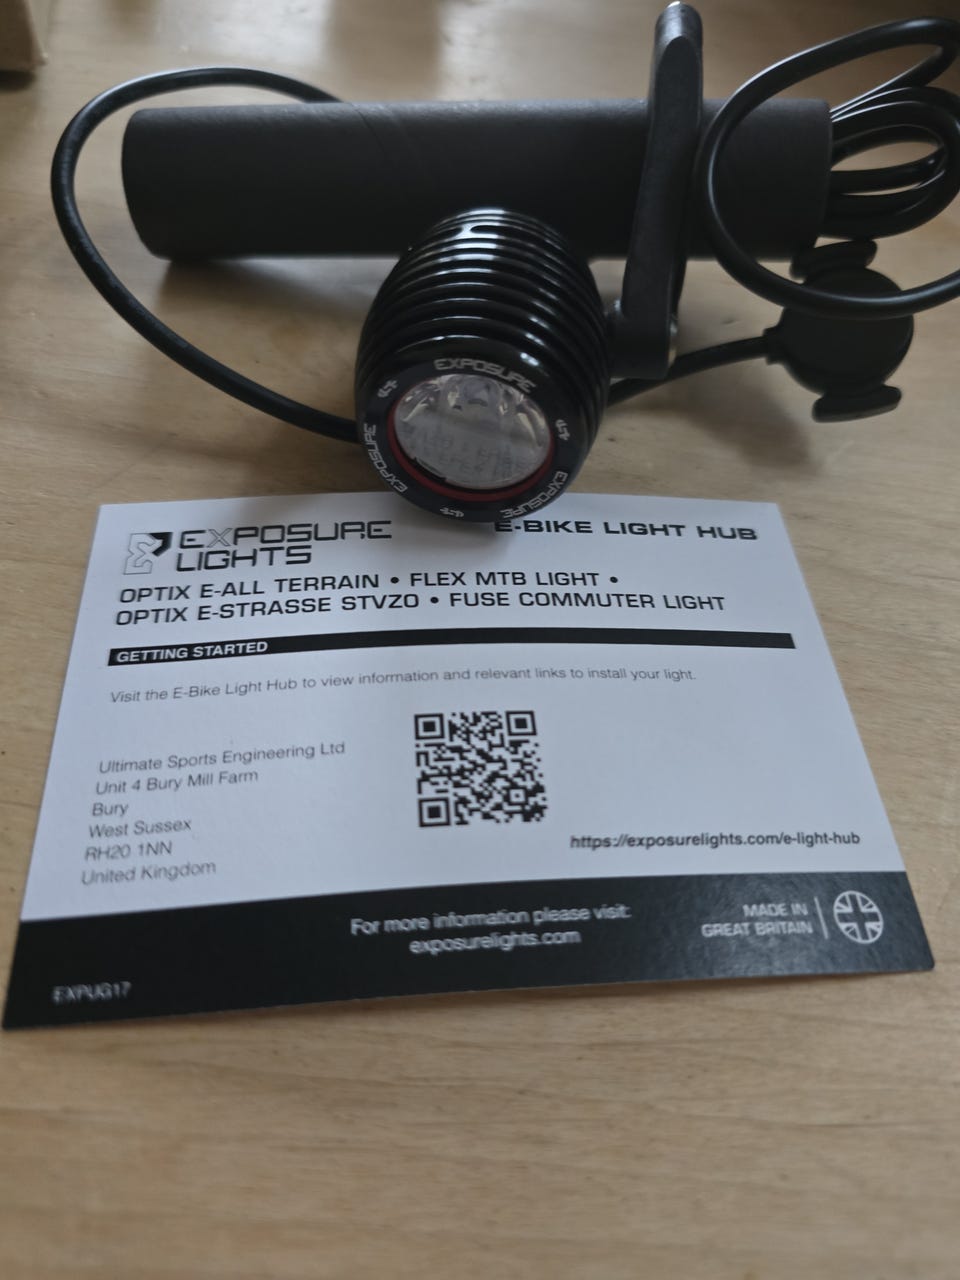 EXPOSURE
EXPOSURE
EXPOSURE
EXPOSURE
LIGHTS
E-BIKE LIGHT HUB
OPTIX E-ALL TERRAIN • FLEX MTB LIGHT •
OPTIX E-STRASSE STVZO • FUSE COMMUTER LIGHT
GETTING STARTED
Visit the E-Bike Light Hub to view information and relevant links to install your light.
Ultimate Sports Engineering Ltd
Unit 4 Bury Mill Farm
Bury
West Sussex
RH20 1NN
United Kingdom
https://exposurelights.com/e-light-hub
For more information please visit:
exposurelights.com
MADE IN
GREAT BRITAIN
EXPUG17